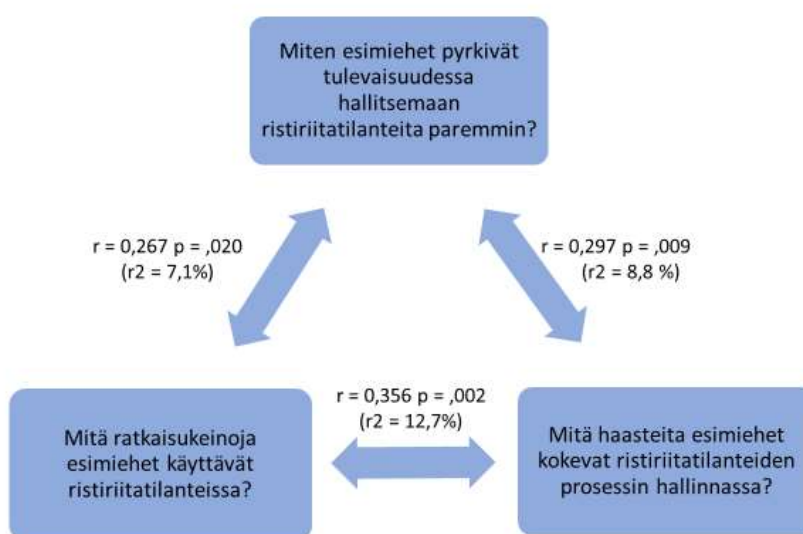 Miten esimiehet pyrkivät
tulevaisuudessa
hallitsemaan
ristiriitatilanteita paremmin?
r = 0,267 p = ,020
(r2 = 7,1%)
r = 0,297 p = ,009
(r2 = 8,8 %)
r = 0,356 p = ,002
(r2 = 12,7%)
Mitä ratkaisukeinoja
esimiehet käyttävät
ristiriitatilanteissa?
Mitä haasteita esimiehet
kokevat ristiriitatilanteiden
prosessin hallinnassa?